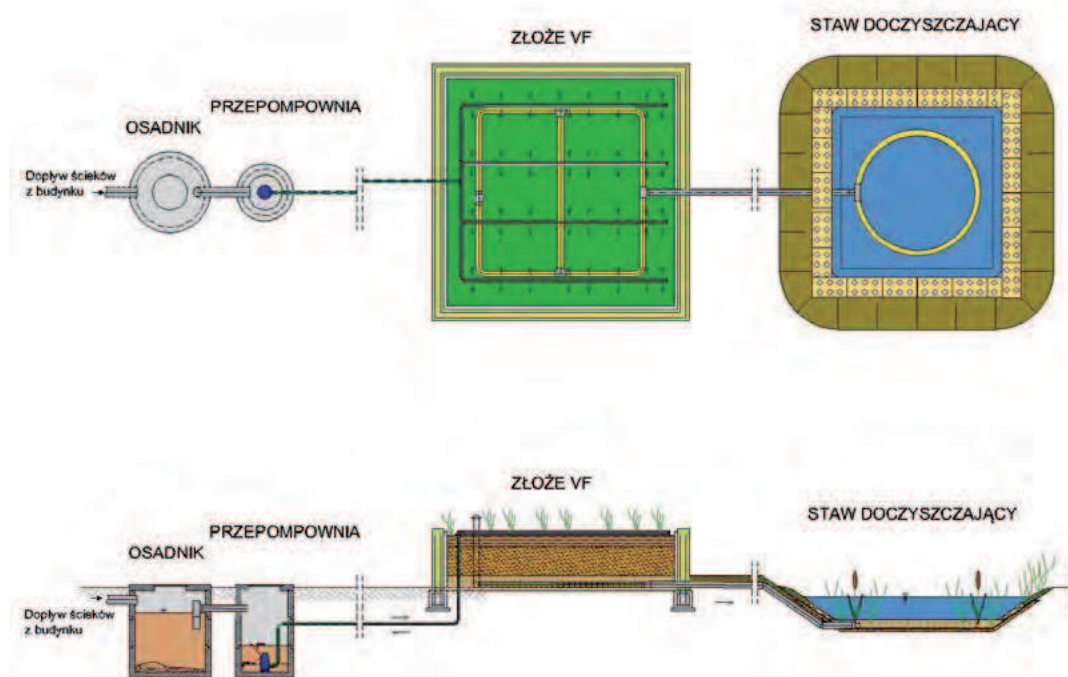 STAW DOCZYSZCZAJĄCY
ZŁOŻE VF
PRZEPOMPOWNIA
OSADNIK
Dopływ ścieków
z budynku
ZŁOŻE VF
STAW DOCZYSZCZAJĄCY
PRZEPOMPOWNIA
OSADNIK
Dopływ ścieków
z budynku